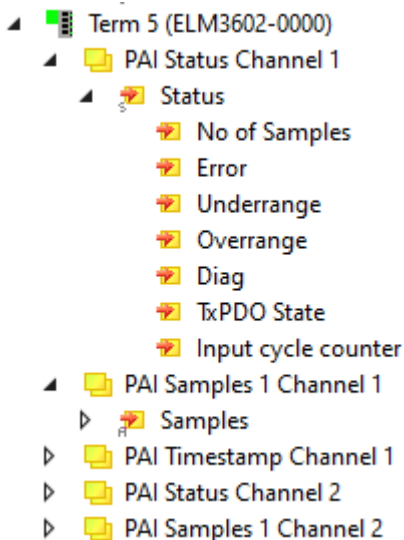 Term 5 (ELM3602-0000)
PAI Status Channel 1
S Status
No of Samples
Error
Underrange
Overrange
Diag
TxPDO State
Input cycle counter
PAI Samples 1 Channel 1
A Samples
PAI Timestamp Channel 1
PAI Status Channel 2
PAI Samples 1 Channel 2